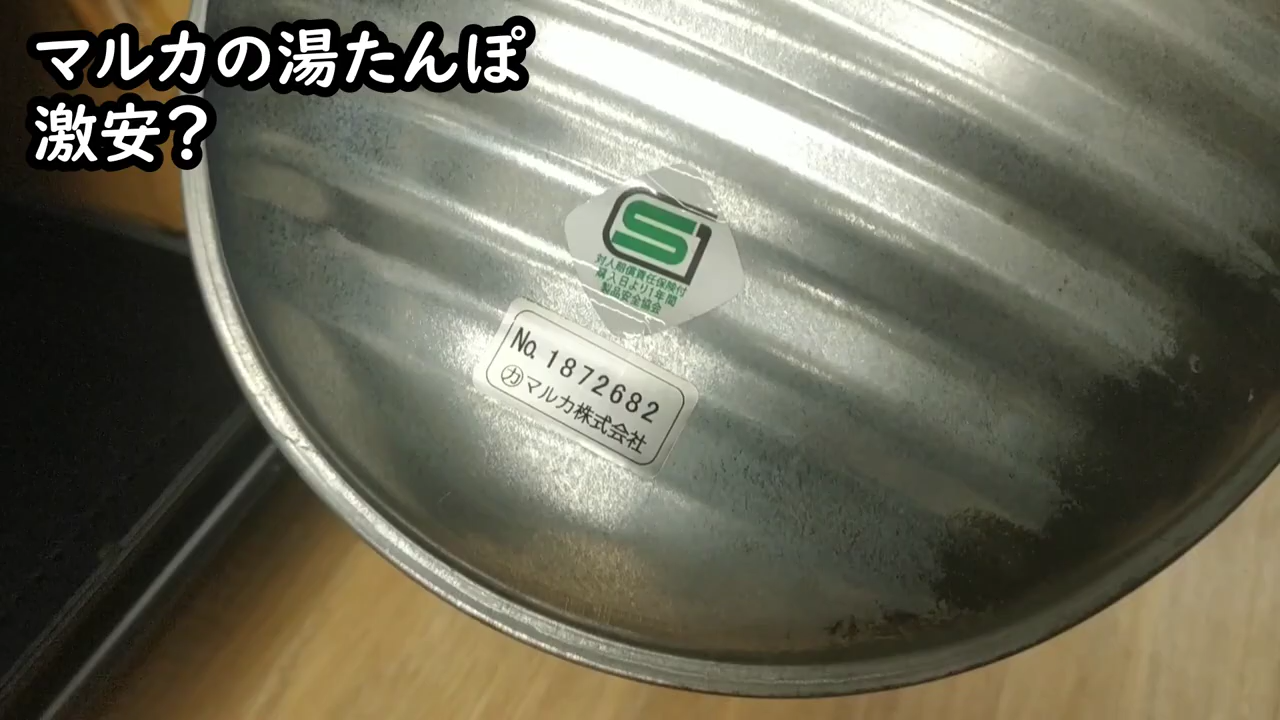 マルカの湯たんぽ
激安?
SG
対人賠償責任保険付
購入日より1年間
製品安全協会
No. 1872682
㋕マルカ株式会社